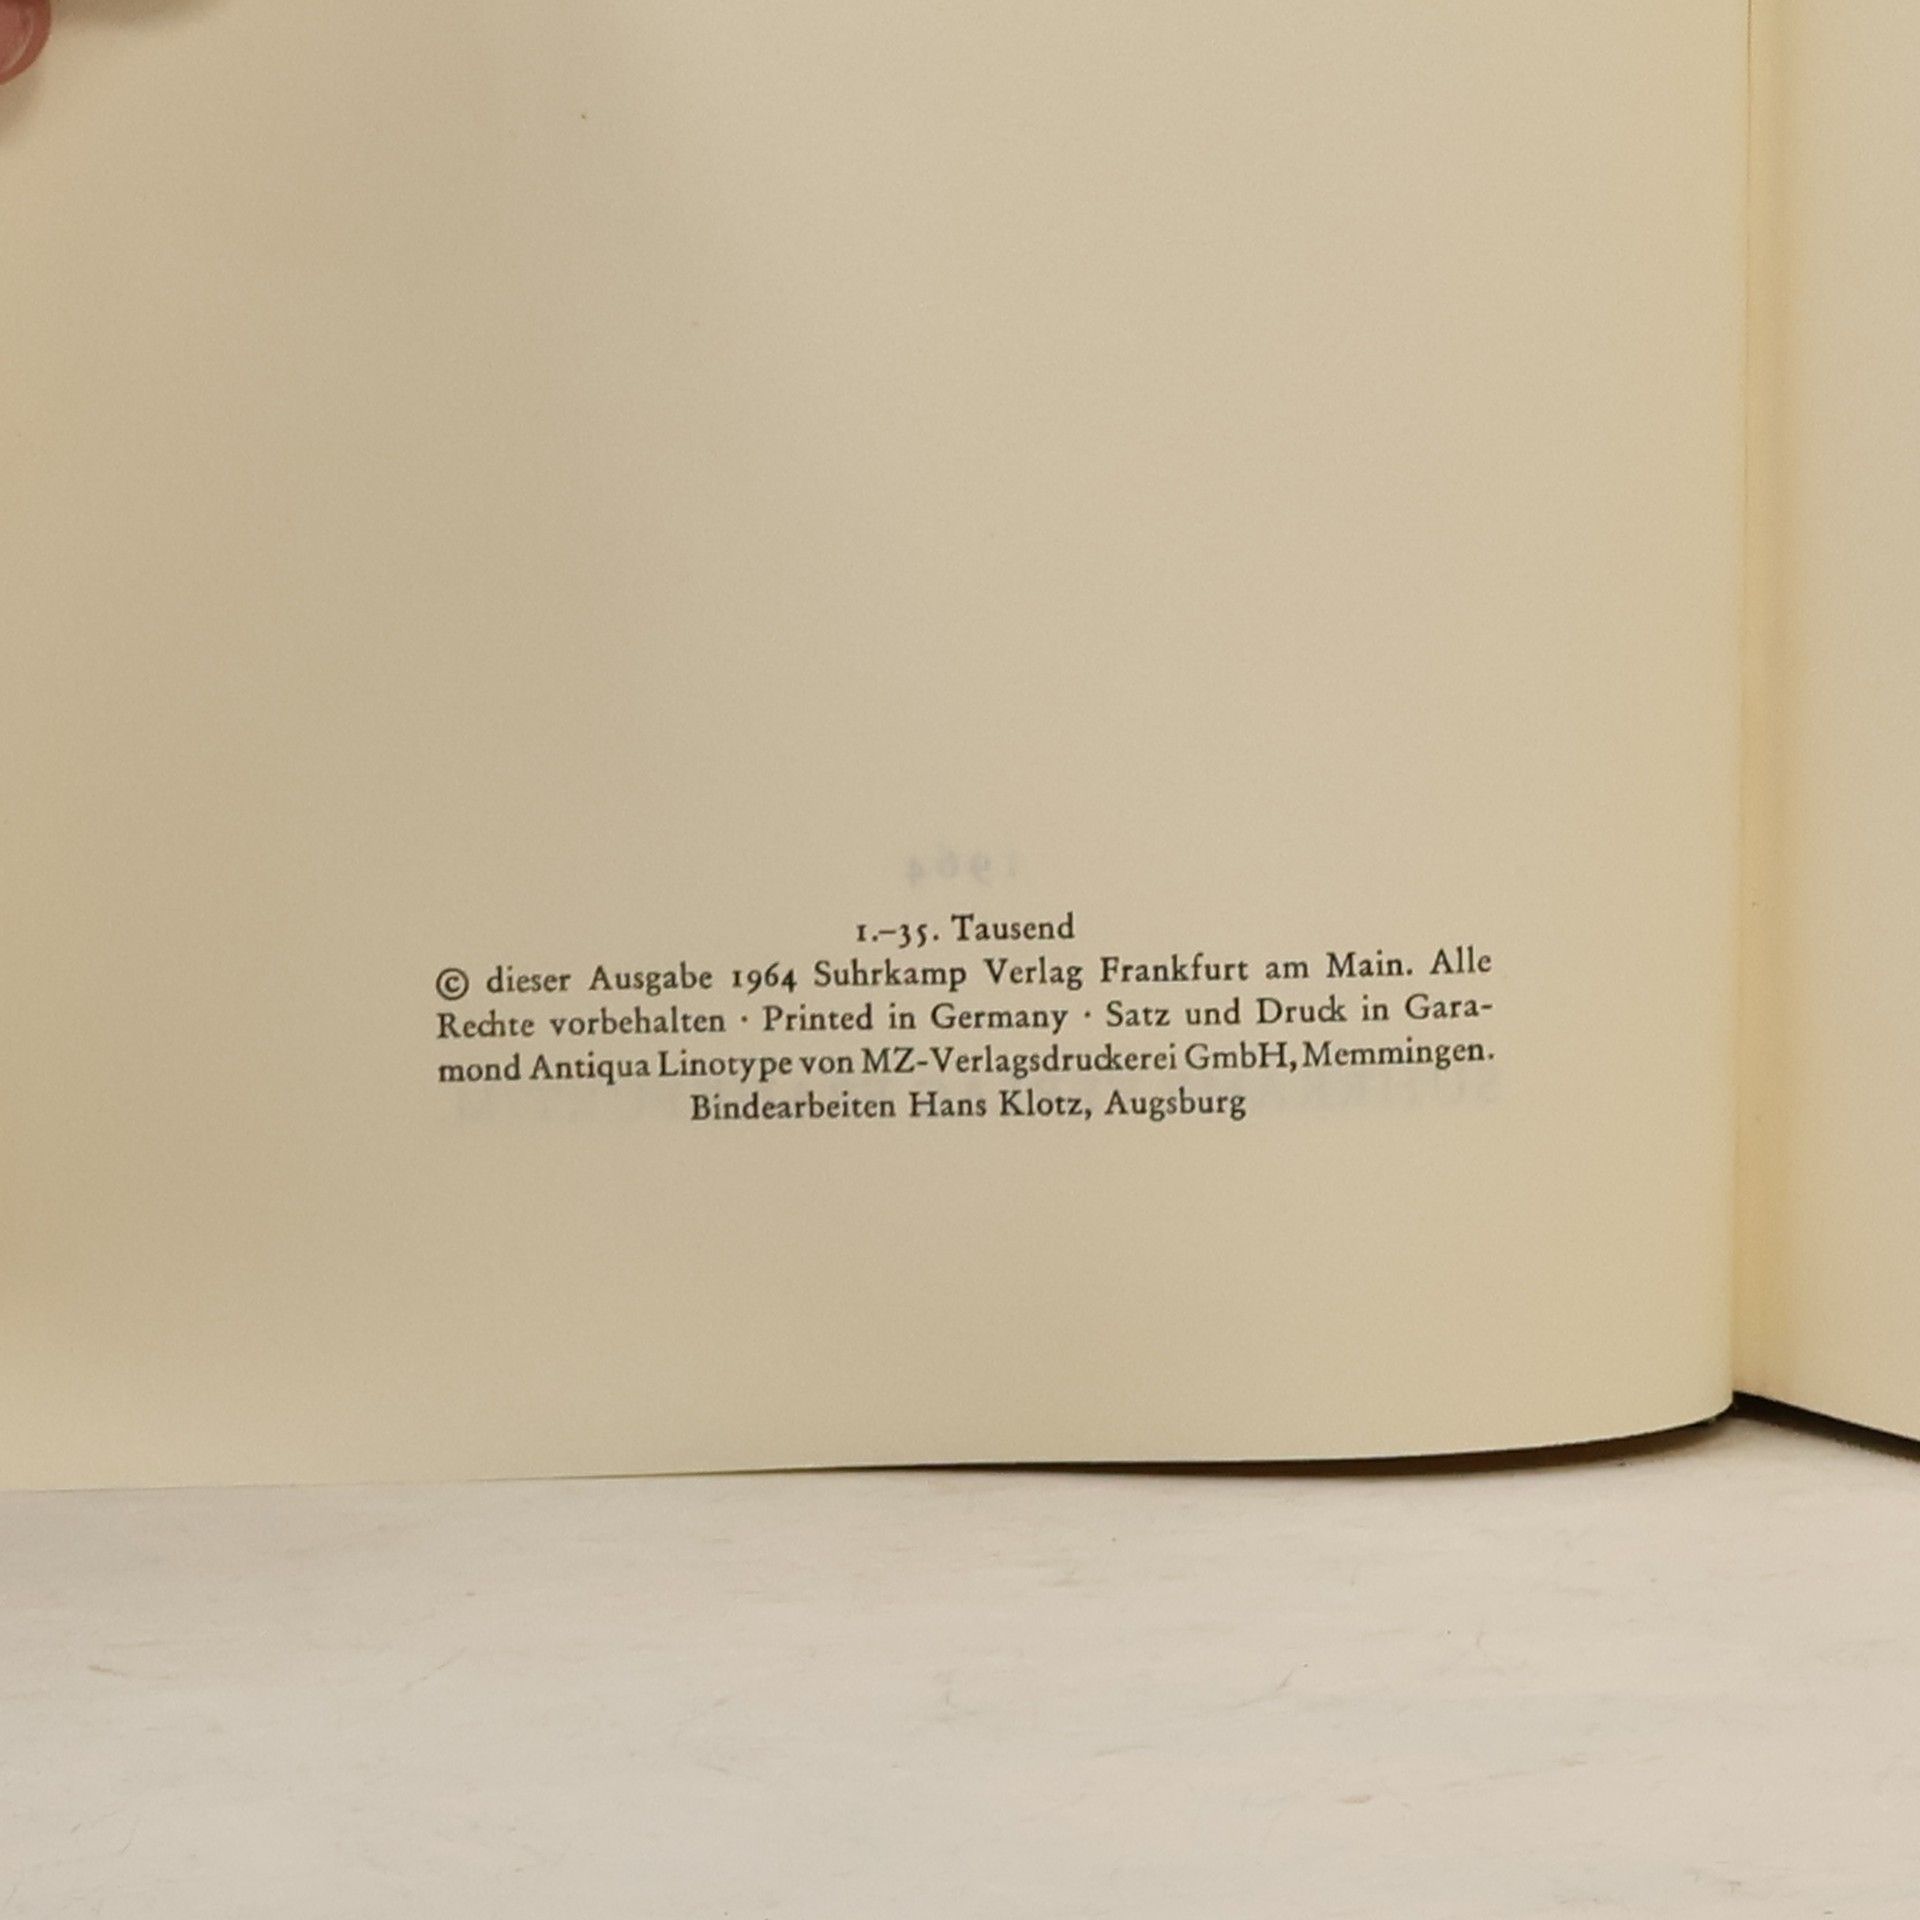 1.–35. Tausend
© dieser Ausgabe 1964 Suhrkamp Verlag Frankfurt am Main. Alle
Rechte vorbehalten · Printed in Germany · Satz und Druck in Gara-
mond Antiqua Linotype von MZ-Verlagsdruckerei GmbH, Memmingen.
Bindearbeiten Hans Klotz, Augsburg